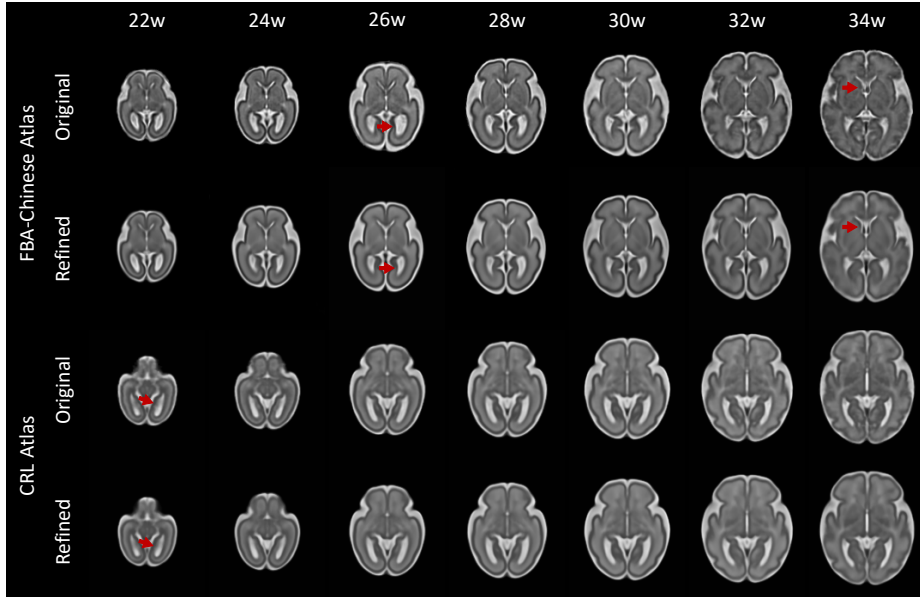 22w 24w 26w 28w 30w 32w 34w
FBA-Chinese Atlas
Original
Refined
CRL Atlas
Original
Refined